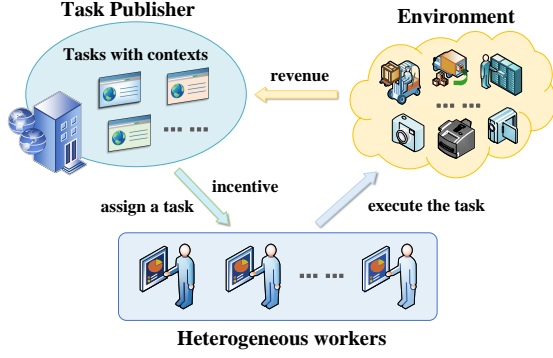 Task Publisher
Environment
Tasks with contexts
revenue
... ...
... ...
incentive
assign a task
execute the task
... ...
Heterogeneous workers